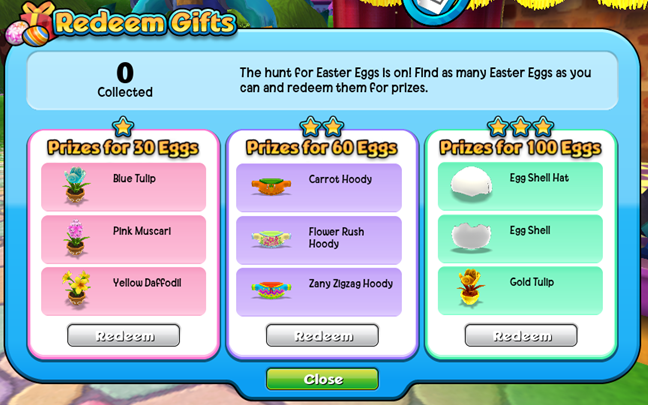 Redeem Gifts
0
Collected
The hunt for Easter Eggs is on! Find as many Easter Eggs as you
can and redeem them for prizes.
Prizes for 30 Eggs
Blue Tulip
Pink Muscari
Yellow Daffodil
Redeem
Prizes for 60 Eggs
Carrot Hoody
Flower Rush
Hoody
Zany Zigzag Hoody
Redeem
Prizes for 100 Eggs
Egg Shell Hat
Egg Shell
Gold Tulip
Redeem
Close